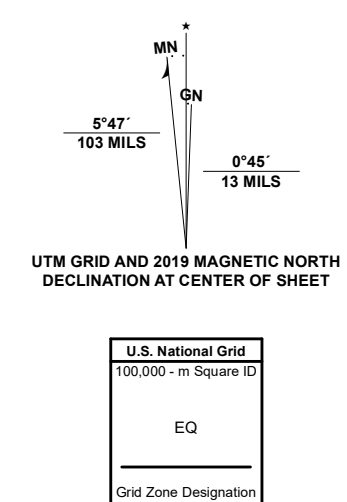 MN
GN
5°47´
103 MILS
0°45´
13 MILS
UTM GRID AND 2019 MAGNETIC NORTH
DECLINATION AT CENTER OF SHEET
U.S. National Grid
100,000 - m Square ID
EQ
Grid Zone Designation